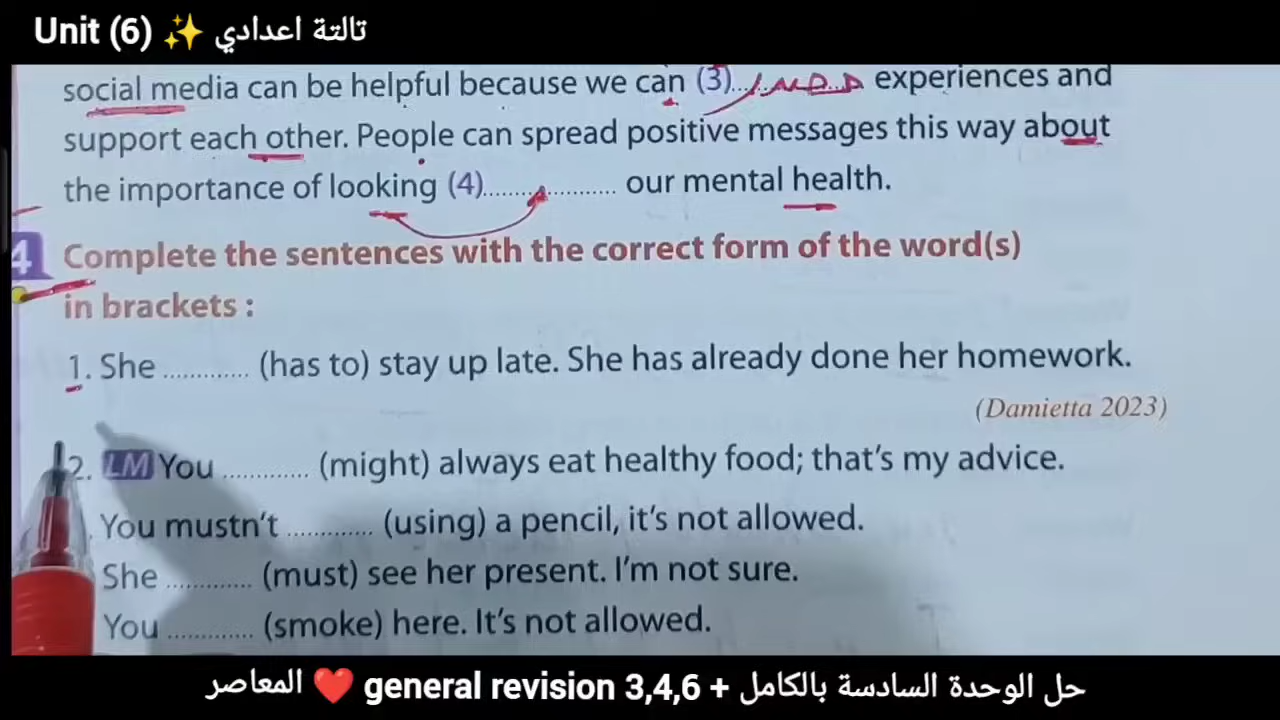 Unit (6) ✨ تالتة اعدادي
social media can be helpful because we can (3)..مصدر.. experiences and
support each other. People can spread positive messages this way about
the importance of looking (4).................... our mental health.
4 Complete the sentences with the correct form of the word(s)
in brackets :
1. She ............ (has to) stay up late. She has already done her homework.
(Damietta 2023)
2. LM You ............ (might) always eat healthy food; that's my advice.
. You mustn't ............ (using) a pencil, it's not allowed.
She ............ (must) see her present. I'm not sure.
You ............ (smoke) here. It's not allowed.
حل الوحدة السادسة بالكامل + general revision 3,4,6 ❤️ المعاصر